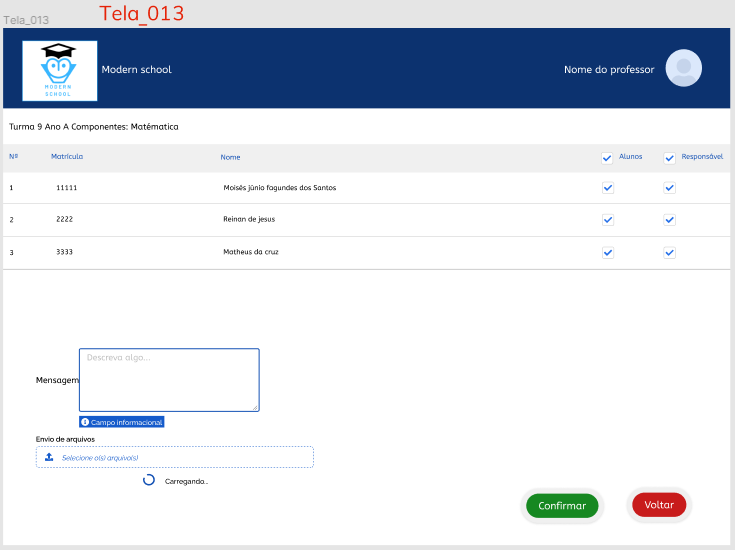 Tela_013
Tela_013
MODERN
SCHOOL
Modern school
Nome do professor
Turma 9 Ano A Componentes: Matématica
Nº Matrícula Nome Alunos Responsável
1 11111 Moisés júnio fagundes dos Santos
2 2222 Reinan de jesus
3 3333 Matheus da cruz
Descreva algo...
Mensagem
Campo informacional
Envio de arquivos
Selecione o(s) arquivo(s)
Carregando...
Confirmar
Voltar